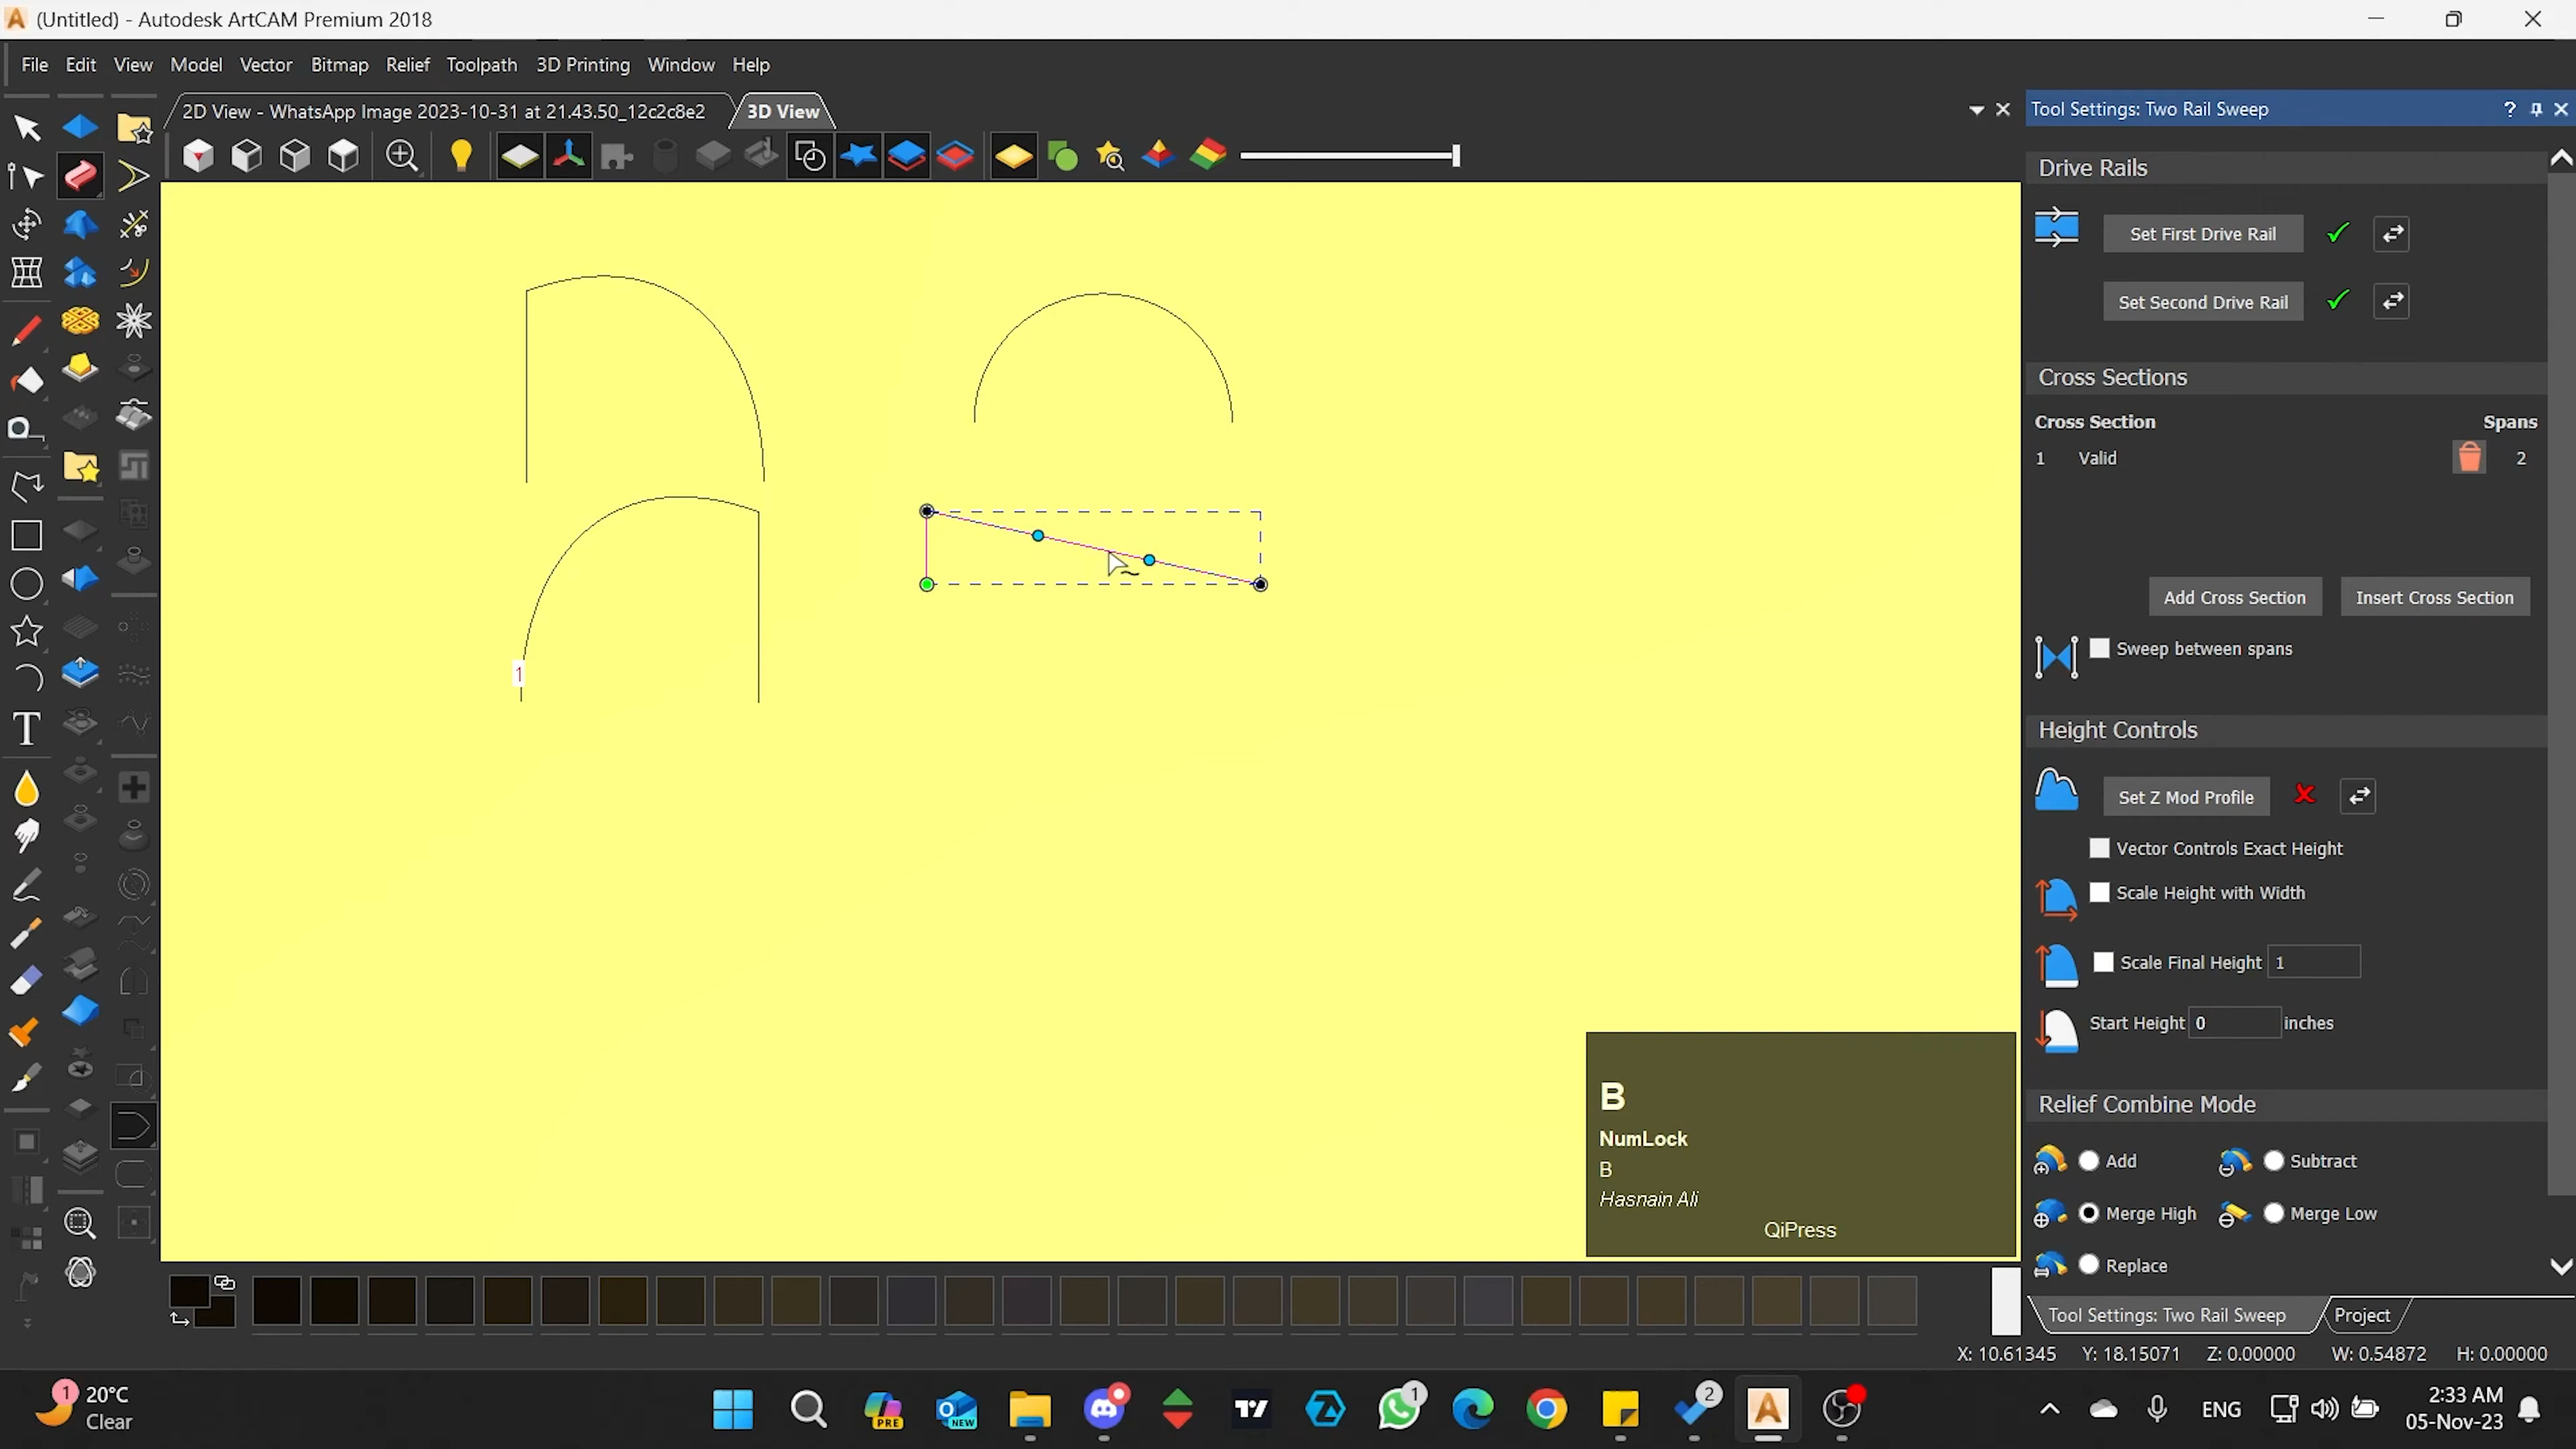 (Untitled) - Autodesk ArtCAM Premium 2018
File Edit View Model Vector Bitmap Relief Toolpath 3D Printing Window Help
2D View - WhatsApp Image 2023-10-31 at 21.43.50_12c2c8e2 3D View
Tool Settings: Two Rail Sweep ?
Drive Rails
Set First Drive Rail
Set Second Drive Rail
Cross Sections
Cross Section Spans
1 Valid 2
Add Cross Section Insert Cross Section
Sweep between spans
Height Controls
Set Z Mod Profile
Vector Controls Exact Height
Scale Height with Width
Scale Final Height 1
Start Height 0 inches
Relief Combine Mode
Add Subtract
Merge High Merge Low
Replace
1
T
B
NumLock
B
Hasnain Ali
QiPress
Tool Settings: Two Rail Sweep Project
X: 10.61345 Y: 18.15071 Z: 0.00000 W: 0.54872 H: 0.00000
1 20°C
Clear
PRE
NEW
1
2
ENG
2:33 AM
05-Nov-23